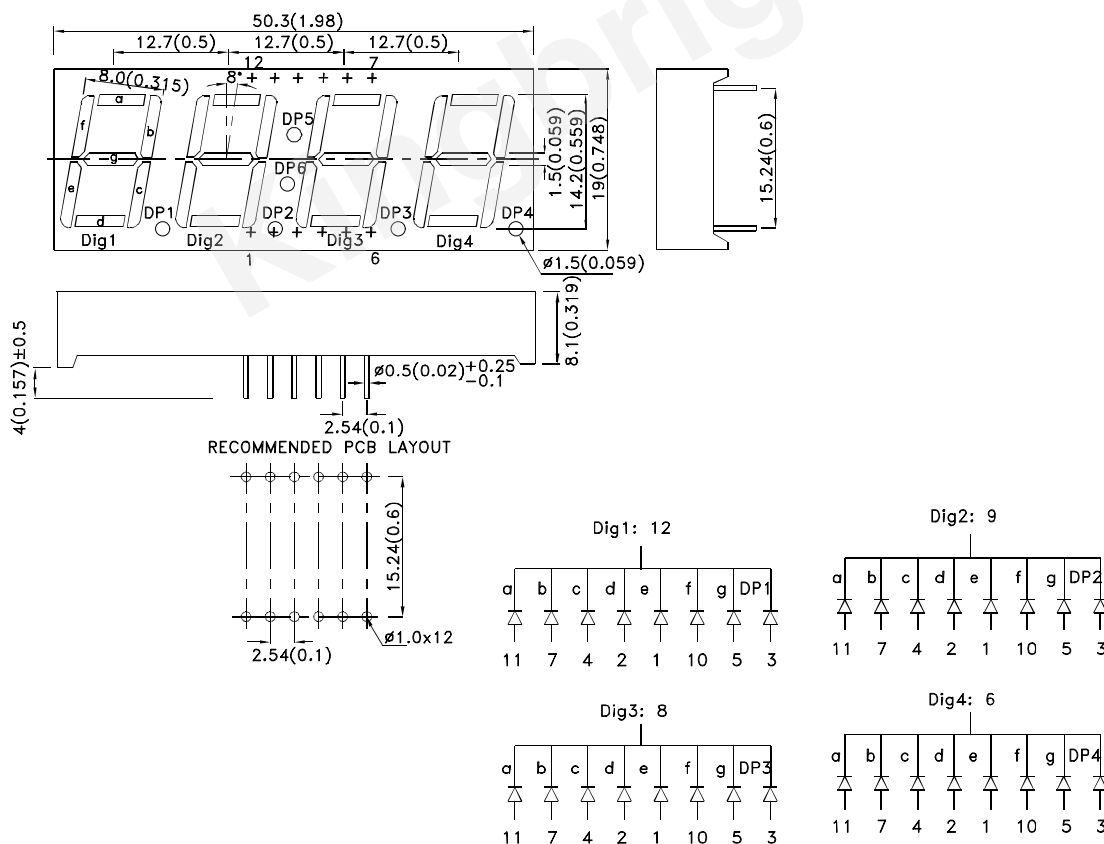 50.3(1.98)
12.7(0.5) 12.7(0.5) 12.7(0.5)
12 7
8.0(0.315) 8°
a
f b
g
e c
d
DP5
DP6
DP1 DP2 DP3 DP4
Dig1 Dig2 Dig3 Dig4
1 6
1.5(0.059)
14.2(0.559)
19(0.748)
15.24(0.6)
ø1.5(0.059)
8.1(0.319)
4(0.157)±0.5
ø0.5(0.02)+0.25
-0.1
2.54(0.1)
RECOMMENDED PCB LAYOUT
15.24(0.6)
ø1.0x12
2.54(0.1)
Dig1: 12
a b c d e f g DP1
11 7 4 2 1 10 5 3
Dig2: 9
a b c d e f g DP2
11 7 4 2 1 10 5 3
Dig3: 8
a b c d e f g DP3
11 7 4 2 1 10 5 3
Dig4: 6
a b c d e f g DP4
11 7 4 2 1 10 5 3
Kingbrig